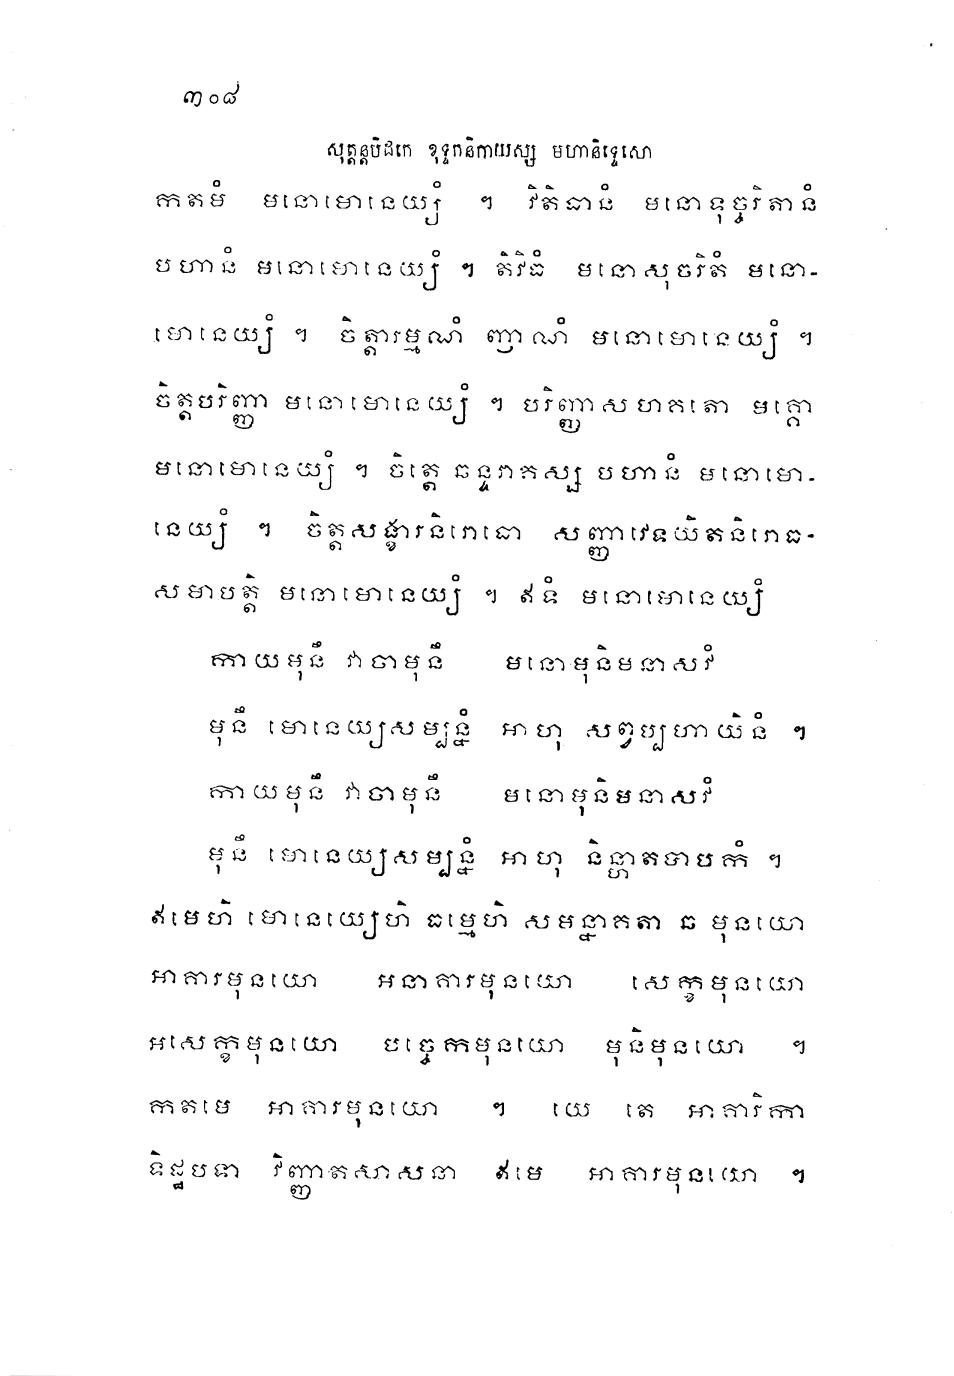 ៣០៨
សុត្តន្តបិដកេ ខុទ្ទកនិកាយស្ស មហានិទ្ទេសោ
កតមំ មនោមោនេយ្យំ ។ វិតិធានំ មនោទុច្ចរិតានំ
បហានំ មនោមោនេយ្យំ ។ តិវិធំ មនោសុចរិតំ មនោ-
មោនេយ្យំ ។ ចិត្តារម្មណំ ញាណំ មនោមោនេយ្យំ ។
ចិត្តបរិញ្ញា មនោមោនេយ្យំ ។ បរិញ្ញាសហគតោ មគ្គោ
មនោមោនេយ្យំ ។ ចិត្តេ ឆន្ទរាគស្ស បហានំ មនោមោ-
នេយ្យំ ។ ចិត្តសង្ខារនិរោធោ សញ្ញាវេទយិតនិរោធ-
សមាបត្តិ មនោមោនេយ្យំ ។ ឥទំ មនោមោនេយ្យំ
កាយមុនឹ វាចាមុនឹ មនោមុនិមនាសវំ
មុនឹ មោនេយ្យសម្បន្នំ អាហុ សព្វប្បហាយិនំ ។
កាយមុនឹ វាចាមុនឹ មនោមុនិមនាសវំ
មុនឹ មោនេយ្យសម្បន្នំ អាហុ និន្ហាតបាបកំ ។
ឥមេហិ មោនេយ្យេហិ ធម្មេហិ សមន្នាគតា ឆ មុនយោ
អាគារមុនយោ អនាគារមុនយោ សេក្ខមុនយោ
អសេក្ខមុនយោ បច្ចេកមុនយោ មុនិមុនយោ ។
កតមេ អាគារមុនយោ ។ យេ តេ អាគារិកា
ទិដ្ឋបទា វិញ្ញាតសាសនា ឥមេ អាគារមុនយោ ។